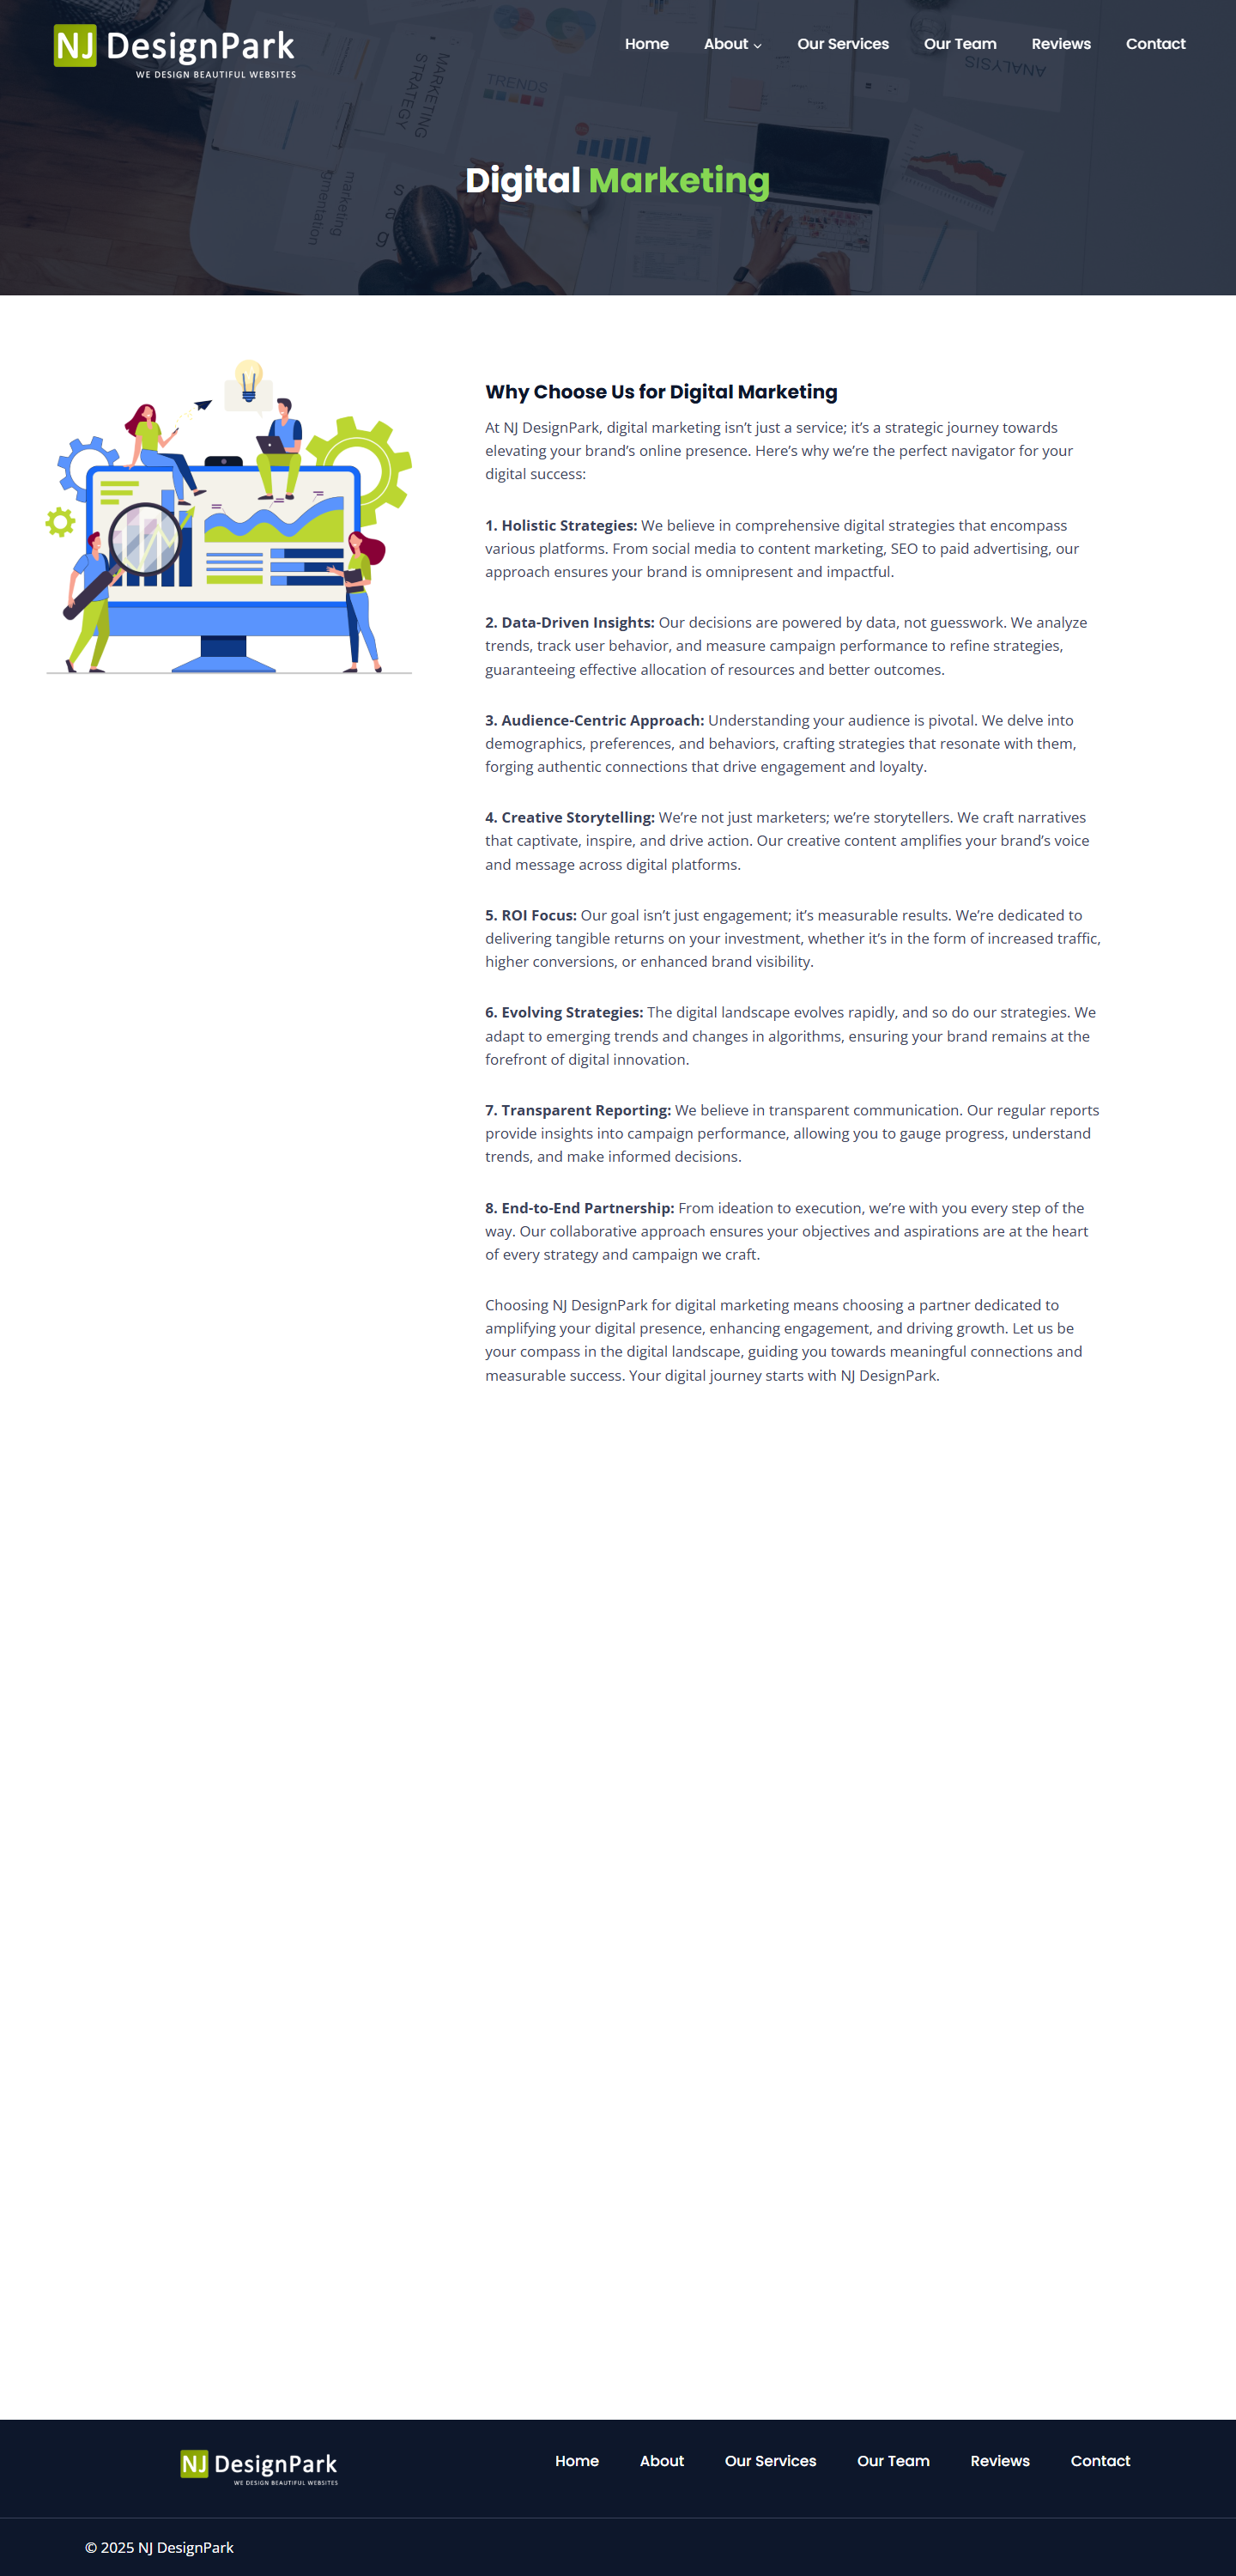 NJ DesignPark
WE DESIGN BEAUTIFUL WEBSITES
Home
About
Our Services
Our Team
Reviews
Contact
MARKETING
STRATEGY
TRENDS
ANALYSIS
marketing
Digital Marketing
Why Choose Us for Digital Marketing
At NJ DesignPark, digital marketing isn’t just a service; it’s a strategic journey towards
elevating your brand’s online presence. Here’s why we’re the perfect navigator for your
digital success:
1. Holistic Strategies: We believe in comprehensive digital strategies that encompass
various platforms. From social media to content marketing, SEO to paid advertising, our
approach ensures your brand is omnipresent and impactful.
2. Data-Driven Insights: Our decisions are powered by data, not guesswork. We analyze
trends, track user behavior, and measure campaign performance to refine strategies,
guaranteeing effective allocation of resources and better outcomes.
3. Audience-Centric Approach: Understanding your audience is pivotal. We delve into
demographics, preferences, and behaviors, crafting strategies that resonate with them,
forging authentic connections that drive engagement and loyalty.
4. Creative Storytelling: We’re not just marketers; we’re storytellers. We craft narratives
that captivate, inspire, and drive action. Our creative content amplifies your brand’s voice
and message across digital platforms.
5. ROI Focus: Our goal isn’t just engagement; it’s measurable results. We’re dedicated to
delivering tangible returns on your investment, whether it’s in the form of increased traffic,
higher conversions, or enhanced brand visibility.
6. Evolving Strategies: The digital landscape evolves rapidly, and so do our strategies. We
adapt to emerging trends and changes in algorithms, ensuring your brand remains at the
forefront of digital innovation.
7. Transparent Reporting: We believe in transparent communication. Our regular reports
provide insights into campaign performance, allowing you to gauge progress, understand
trends, and make informed decisions.
8. End-to-End Partnership: From ideation to execution, we’re with you every step of the
way. Our collaborative approach ensures your objectives and aspirations are at the heart
of every strategy and campaign we craft.
Choosing NJ DesignPark for digital marketing means choosing a partner dedicated to
amplifying your digital presence, enhancing engagement, and driving growth. Let us be
your compass in the digital landscape, guiding you towards meaningful connections and
measurable success. Your digital journey starts with NJ DesignPark.
NJ DesignPark
WE DESIGN BEAUTIFUL WEBSITES
Home
About
Our Services
Our Team
Reviews
Contact
© 2025 NJ DesignPark